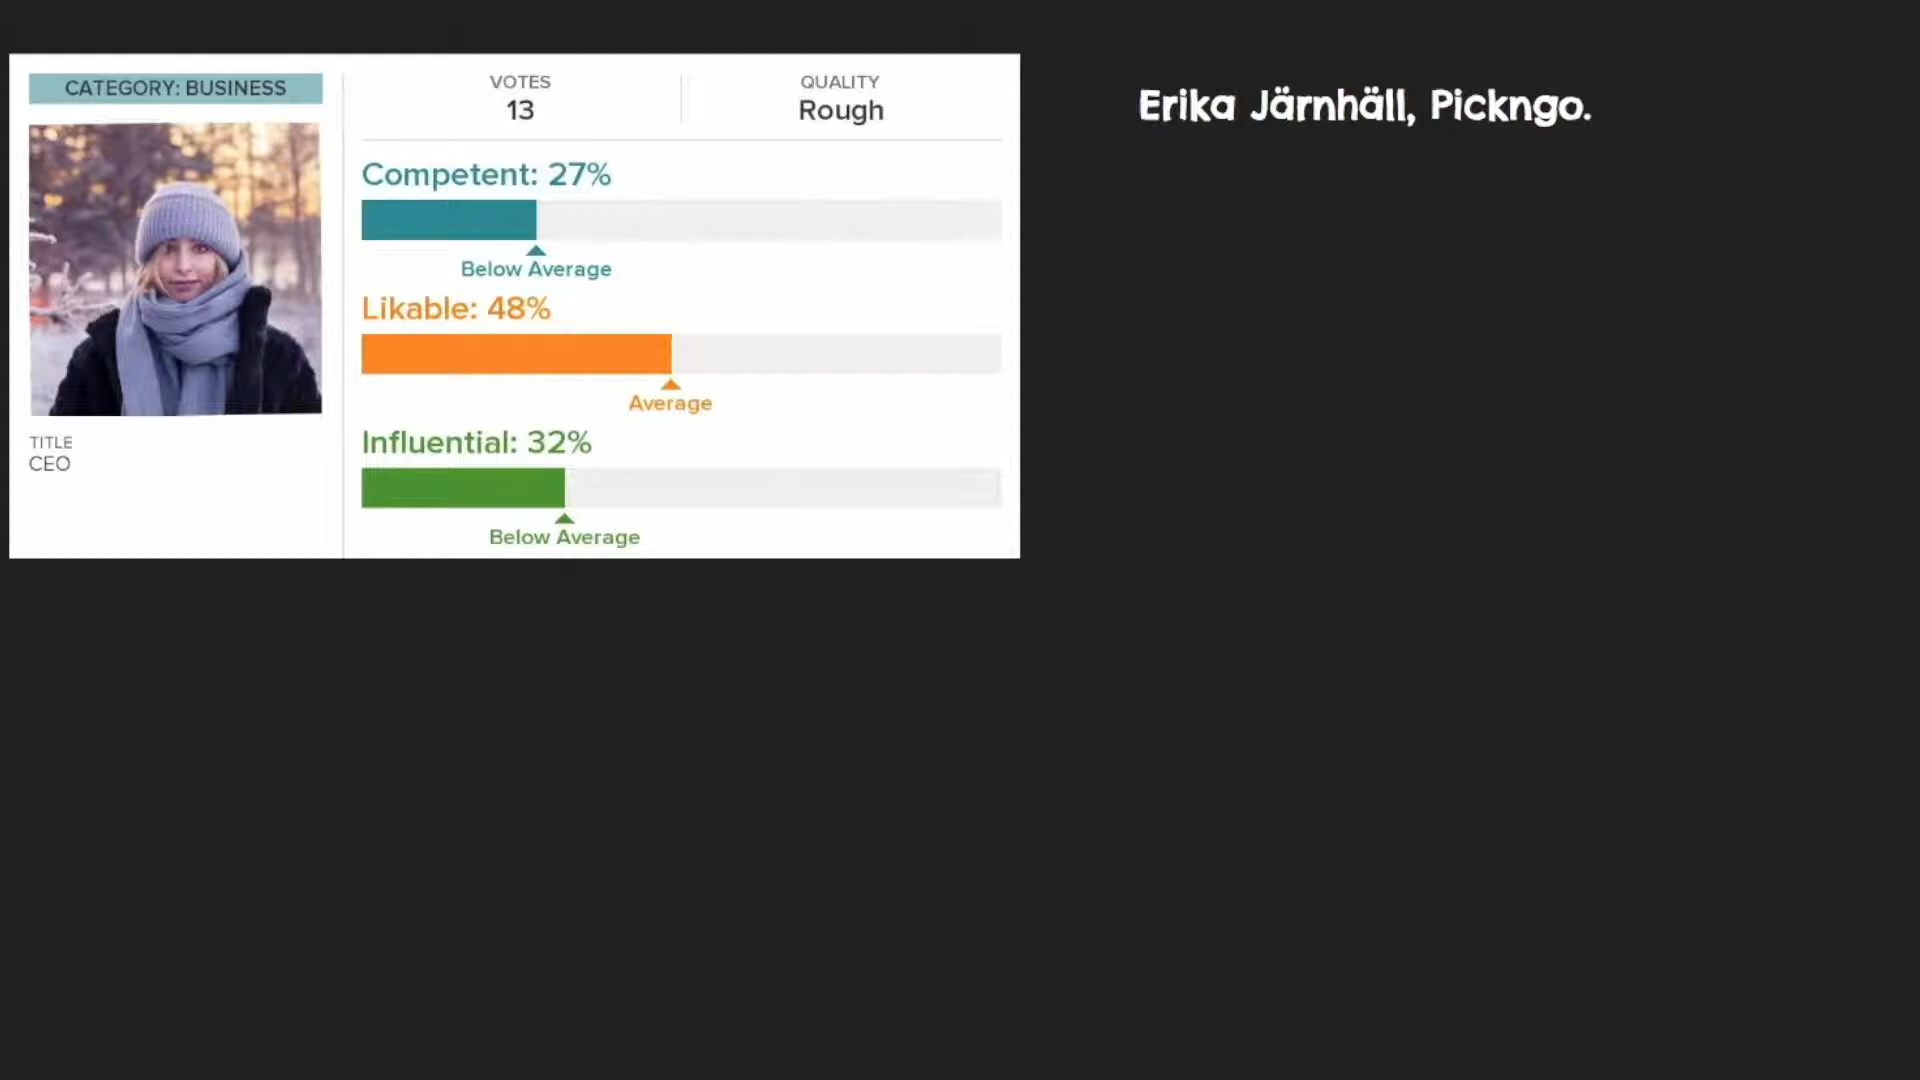 CATEGORY: BUSINESS
TITLE
CEO
VOTES
13
QUALITY
Rough
Competent: 27%
Below Average
Likable: 48%
Average
Influential: 32%
Below Average
Erika Järnhäll, Pickngo.